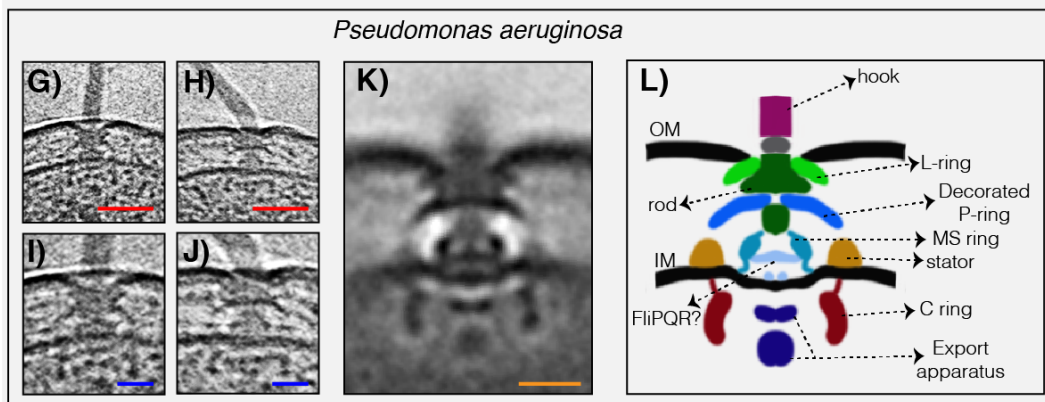 Pseudomonas aeruginosa
G)
H)
I)
J)
K)
L)
hook
OM
L-ring
rod
Decorated
P-ring
MS ring
IM
stator
FliPQR?
C ring
Export
apparatus